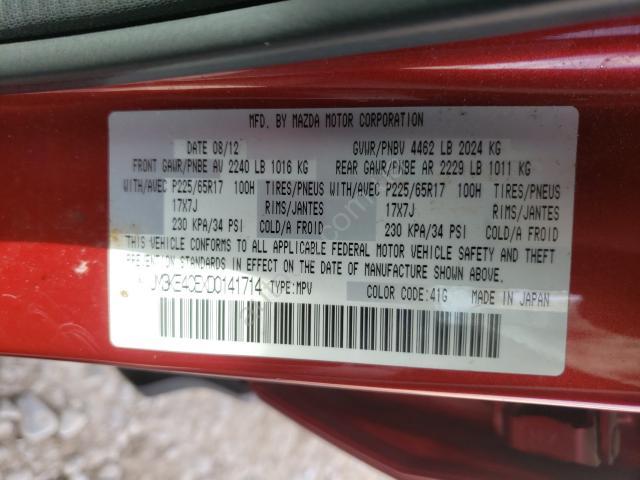 MFD. BY MAZDA MOTOR CORPORATION
DATE 08/12 GVWR/PNBV 4462 LB 2024 KG
FRONT GAWR/PNBE AV 2240 LB 1016 KG REAR GAWR/PNBE AR 2229 LB 1011 KG
WITH/AVEC P225/65R17 100H TIRES/PNEUS P225/65R17 100H TIRES/PNEUS
17X7J RIMS/JANTES 17X7J RIMS/JANTES
230 KPA/34 PSI COLD/A FROID 230 KPA/34 PSI COLD/A FROID
THIS VEHICLE CONFORMS TO ALL APPLICABLE FEDERAL MOTOR VEHICLE SAFETY AND THEFT PREVENTION
STANDARDS IN EFFECT ON THE DATE OF MANUFACTURE SHOWN ABOVE.
TYPE:MPV COLOR CODE:41G MADE IN JAPAN